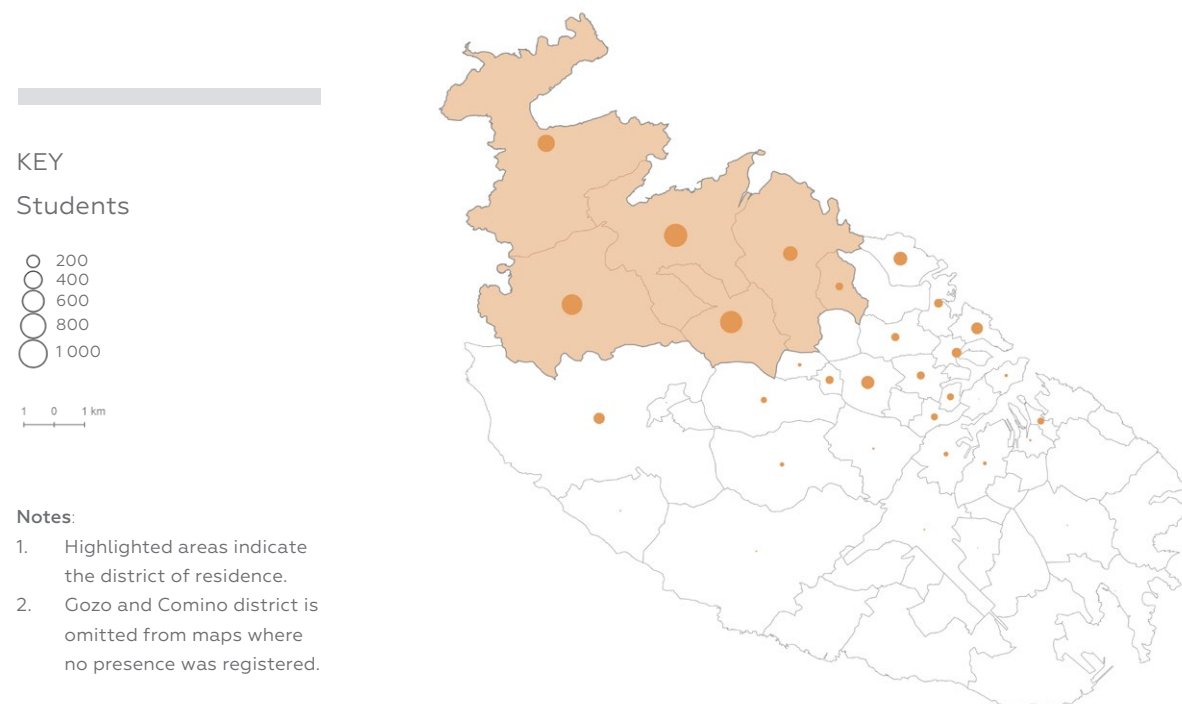 KEY
Students
200
400
600
800
1 000
1 0 1 km
Notes:
1. Highlighted areas indicate
the district of residence.
2. Gozo and Comino district is
omitted from maps where
no presence was registered.